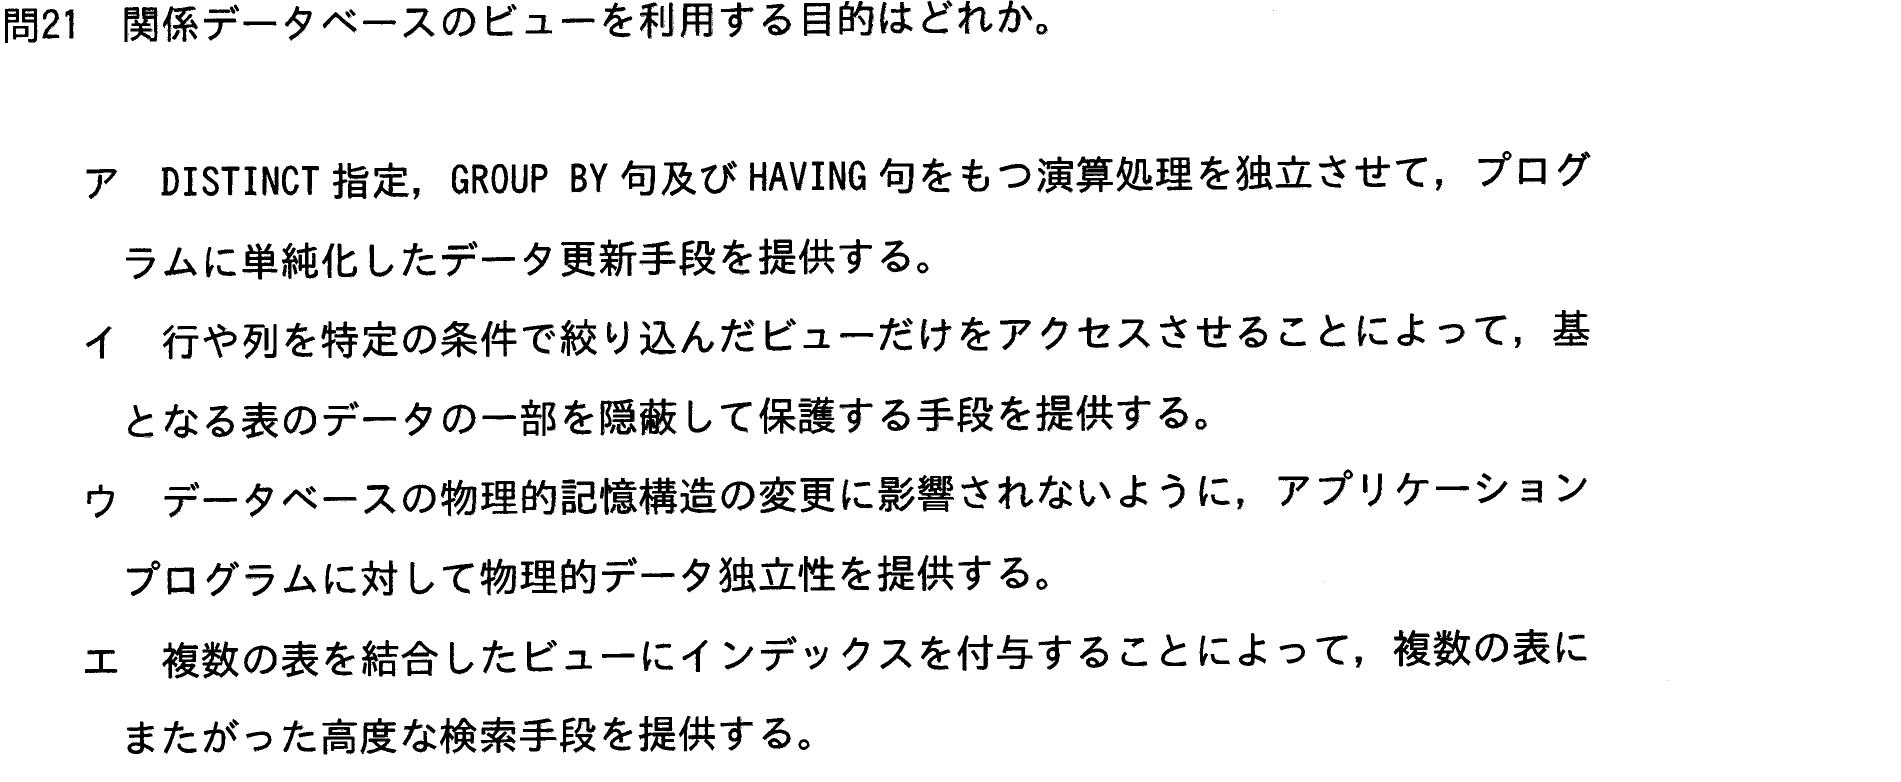 問21 関係データベースのビューを利用する目的はどれか。
ア DISTINCT 指定，GROUP BY 句及び HAVING 句をもつ演算処理を独立させて，プログ
ラムに単純化したデータ更新手段を提供する。
イ 行や列を特定の条件で絞り込んだビューだけをアクセスさせることによって，基
となる表のデータの一部を隠蔽して保護する手段を提供する。
ウ データベースの物理的記憶構造の変更に影響されないように，アプリケーション
プログラムに対して物理的データ独立性を提供する。
エ 複数の表を結合したビューにインデックスを付与することによって，複数の表に
またがった高度な検索手段を提供する。